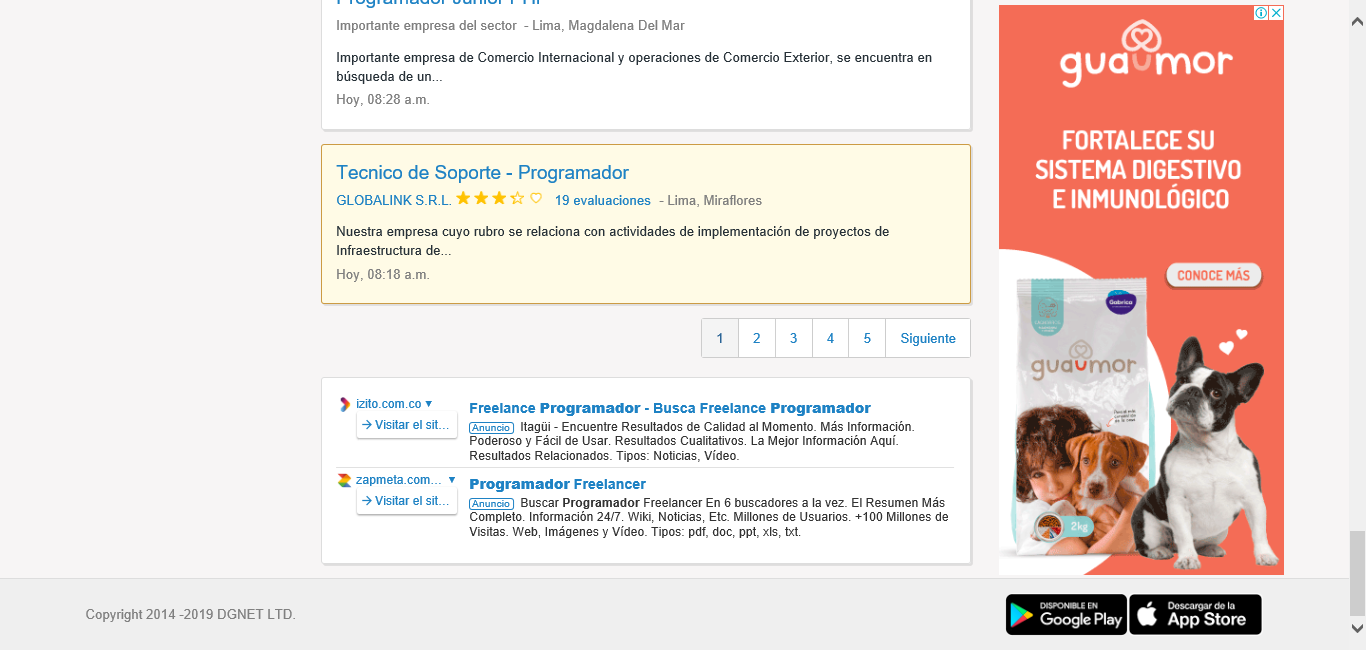 Programador Junior PHP
Importante empresa del sector - Lima, Magdalena Del Mar
Importante empresa de Comercio Internacional y operaciones de Comercio Exterior, se encuentra en
búsqueda de un...
Hoy, 08:28 a.m.
Tecnico de Soporte - Programador
GLOBALINK S.R.L. 19 evaluaciones - Lima, Miraflores
Nuestra empresa cuyo rubro se relaciona con actividades de implementación de proyectos de
Infraestructura de...
Hoy, 08:18 a.m.
1 2 3 4 5 Siguiente
izito.com.co
→ Visitar el sit...
Freelance Programador - Busca Freelance Programador
Anuncio Itagüi - Encuentre Resultados de Calidad al Momento. Más Información.
Poderoso y Fácil de Usar. Resultados Cualitativos. La Mejor Información Aquí.
Resultados Relacionados. Tipos: Noticias, Vídeo.
zapmeta.com...
→ Visitar el sit...
Programador Freelancer
Anuncio Buscar Programador Freelancer En 6 buscadores a la vez. El Resumen Más
Completo. Información 24/7. Wiki, Noticias, Etc. Millones de Usuarios. +100 Millones de
Visitas. Web, Imágenes y Vídeo. Tipos: pdf, doc, ppt, xls, txt.
guaumor
FORTALECE SU
SISTEMA DIGESTIVO
E INMUNOLÓGICO
CONOCE MÁS
Gabrica
guaumor
2kg
Copyright 2014 -2019 DGNET LTD.
DISPONIBLE EN
Google Play
Descargar de la
App Store